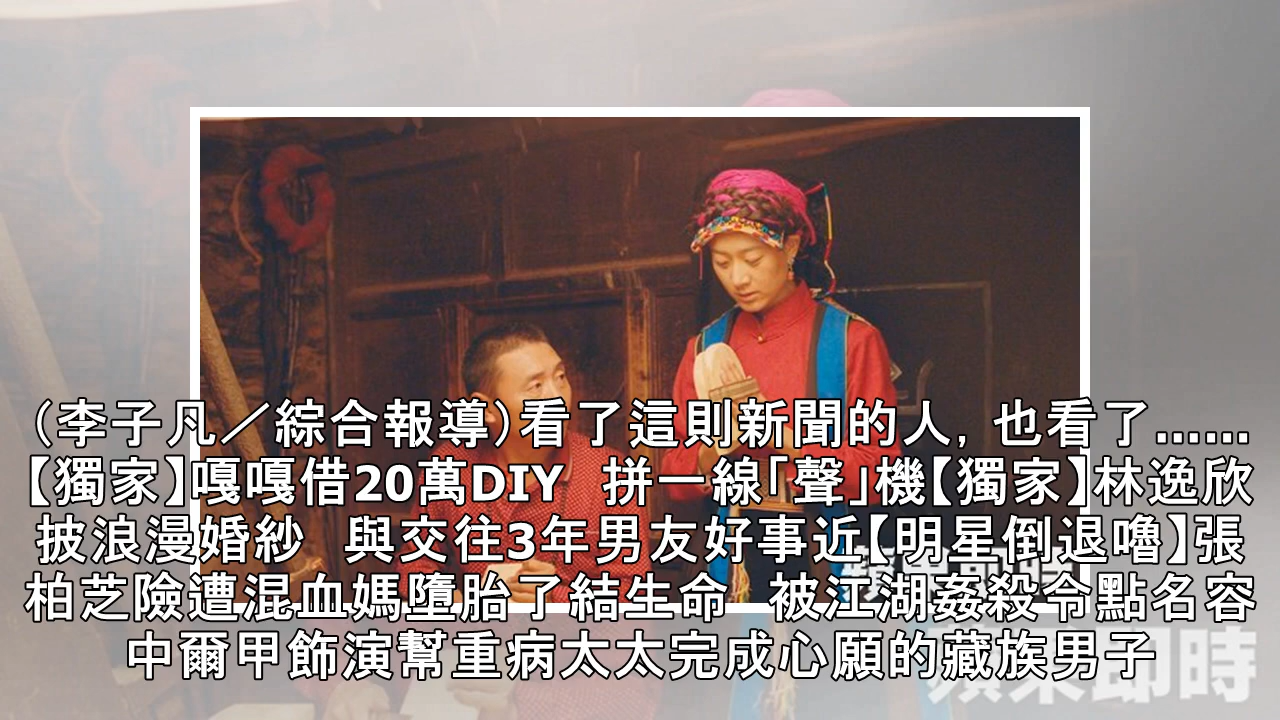 （李子凡／綜合報導）看了這則新聞的人，也看了……
【獨家】嘎嘎借20萬DIY 拼一線「聲」機【獨家】林逸欣
披浪漫婚紗 與交往3年男友好事近【明星倒退嚕】張
柏芝險遭混血媽墮胎了結生命 被江湖姦殺令點名容
中爾甲飾演幫重病太太完成心願的藏族男子
蘋果即時